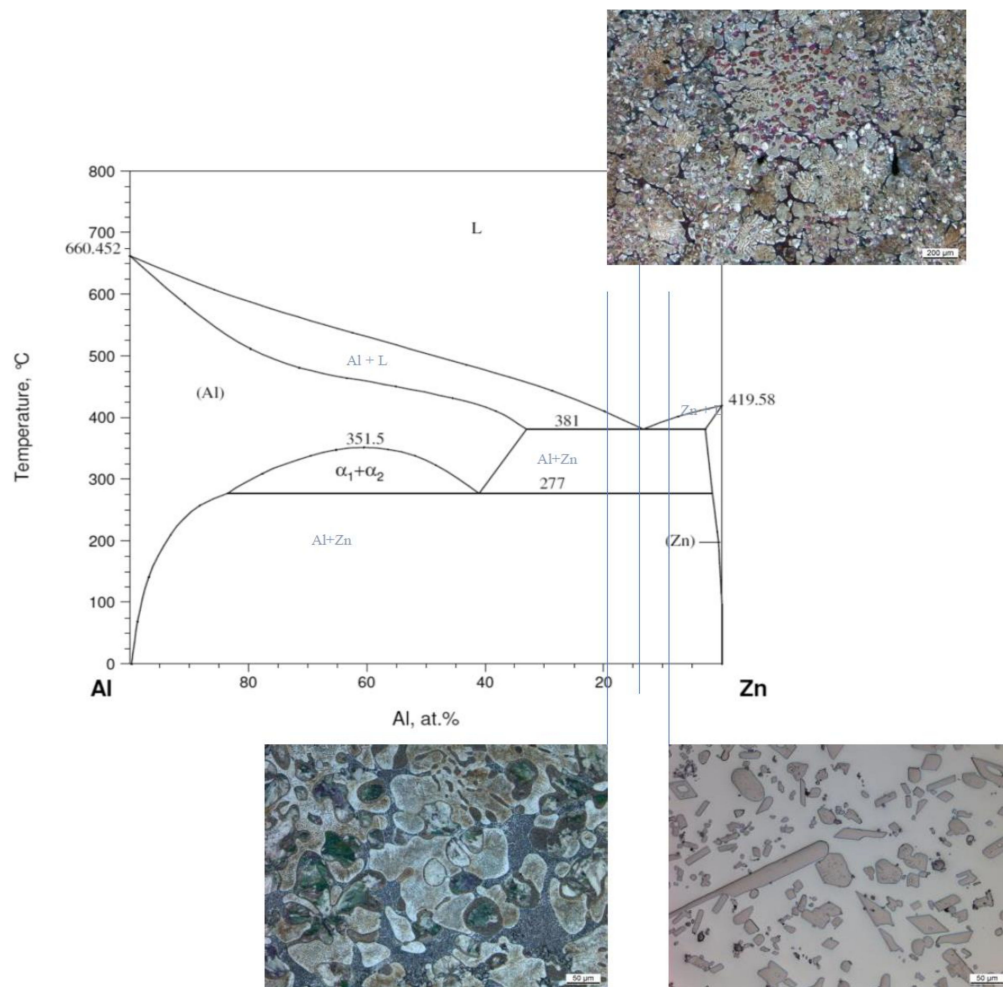 200 µm
800
L
700
660.452
600
500
Al + L
(Al)
400
381
419.58
Zn + L
351.5
α₁+α₂
Al+Zn
300
277
Al+Zn
(Zn)
200
100
0
Temperature, °C
80
60
40
20
Al
Zn
Al, at.%
50 µm
50 µm